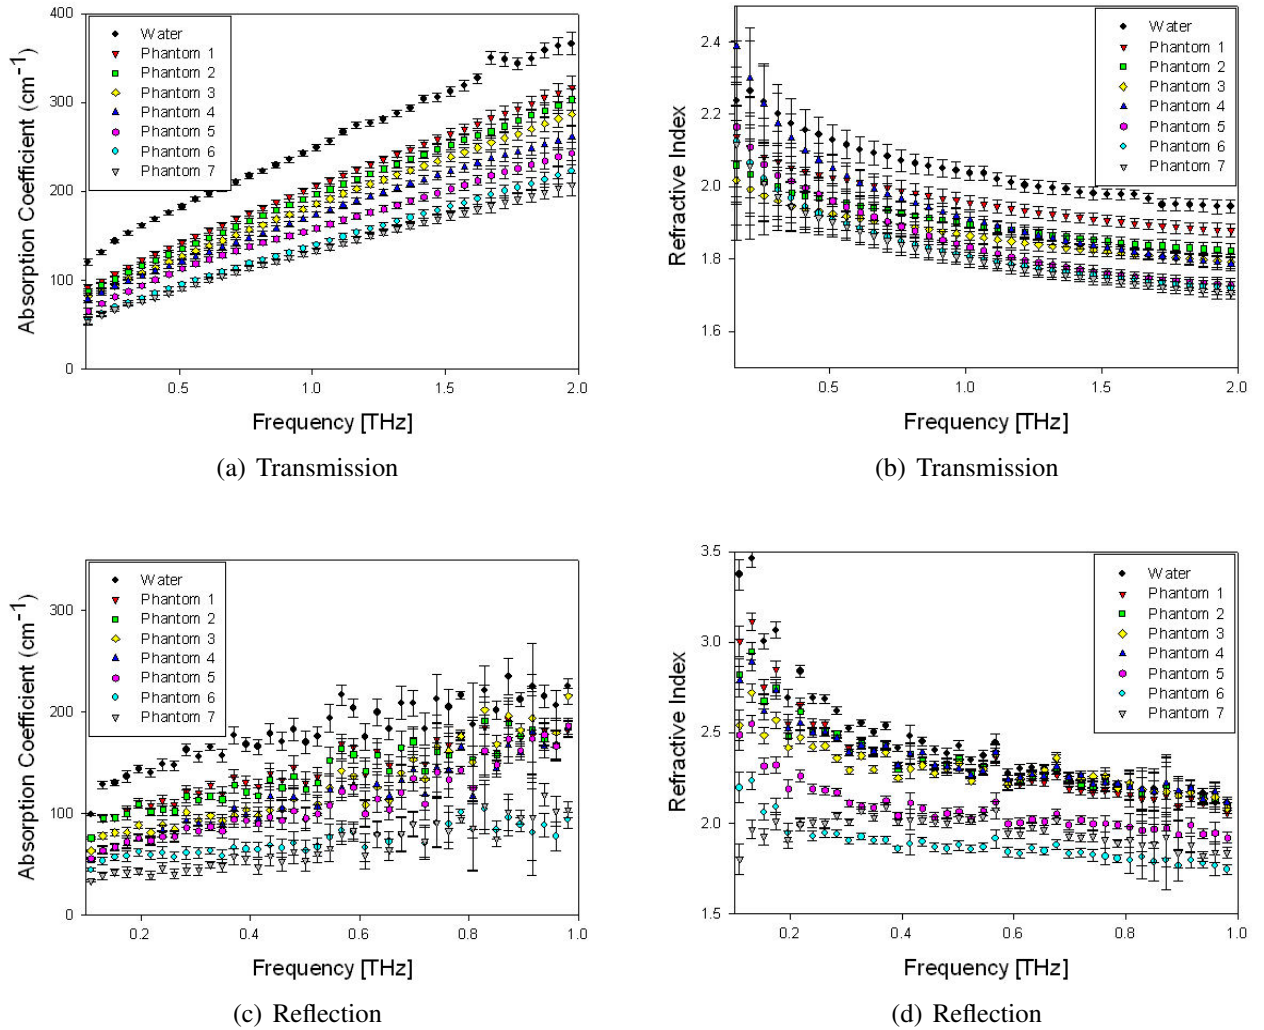 400
300
200
100
0
Absorption Coefficient (cm-1)
Water
Phantom 1
Phantom 2
Phantom 3
Phantom 4
Phantom 5
Phantom 6
Phantom 7
0.5
1.0
1.5
2.0
Frequency [THz]
(a) Transmission
2.4
2.2
2.0
1.8
1.6
Refractive Index
Water
Phantom 1
Phantom 2
Phantom 3
Phantom 4
Phantom 5
Phantom 6
Phantom 7
0.5
1.0
1.5
2.0
Frequency [THz]
(b) Transmission
300
200
100
0
Absorption Coefficient (cm-1)
Water
Phantom 1
Phantom 2
Phantom 3
Phantom 4
Phantom 5
Phantom 6
Phantom 7
0.2
0.4
0.6
0.8
1.0
Frequency [THz]
(c) Reflection
3.5
3.0
2.5
2.0
1.5
Refractive Index
Water
Phantom 1
Phantom 2
Phantom 3
Phantom 4
Phantom 5
Phantom 6
Phantom 7
0.2
0.4
0.6
0.8
1.0
Frequency [THz]
(d) Reflection